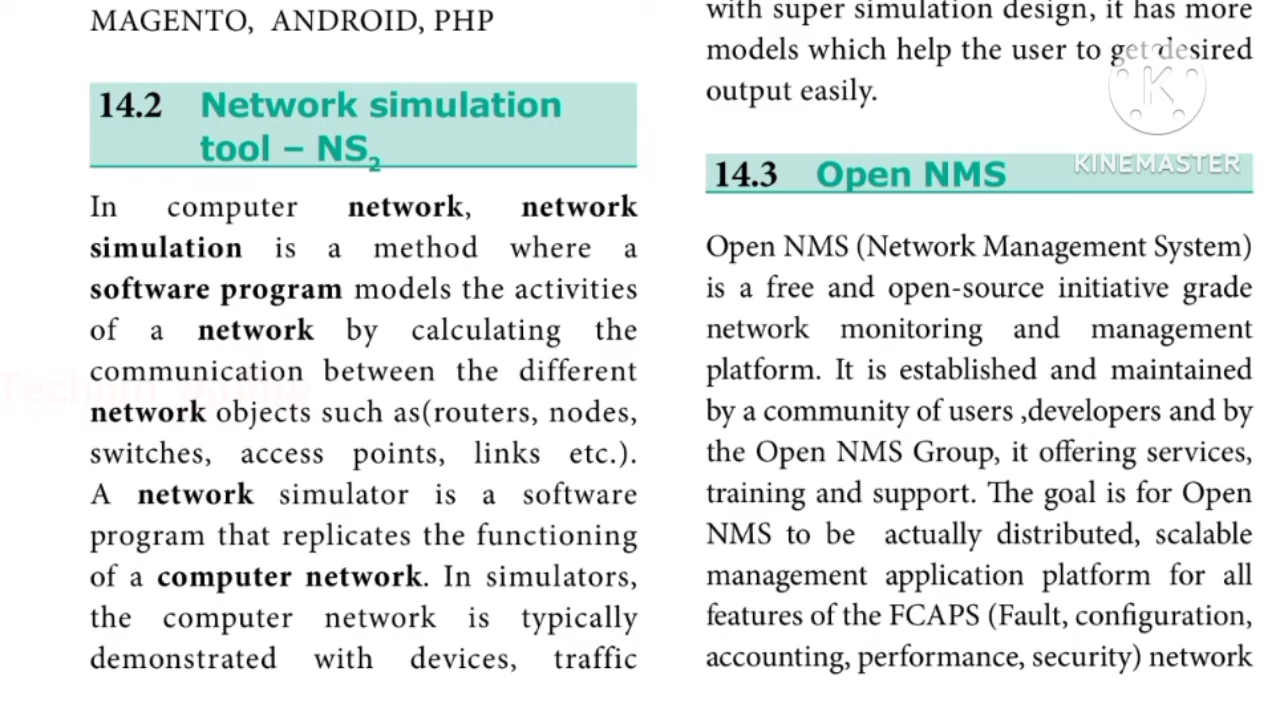 MAGENTO, ANDROID, PHP
14.2 Network simulation
tool – NS2
In computer network, network
simulation is a method where a
software program models the activities
of a network by calculating the
communication between the different
network objects such as(routers, nodes,
switches, access points, links etc.).
A network simulator is a software
program that replicates the functioning
of a computer network. In simulators,
the computer network is typically
demonstrated with devices, traffic
with super simulation design, it has more
models which help the user to get desired
output easily.
K
KINEMASTER
14.3 Open NMS
Open NMS (Network Management System)
is a free and open-source initiative grade
network monitoring and management
platform. It is established and maintained
by a community of users ,developers and by
the Open NMS Group, it offering services,
training and support. The goal is for Open
NMS to be actually distributed, scalable
management application platform for all
features of the FCAPS (Fault, configuration,
accounting, performance, security) network